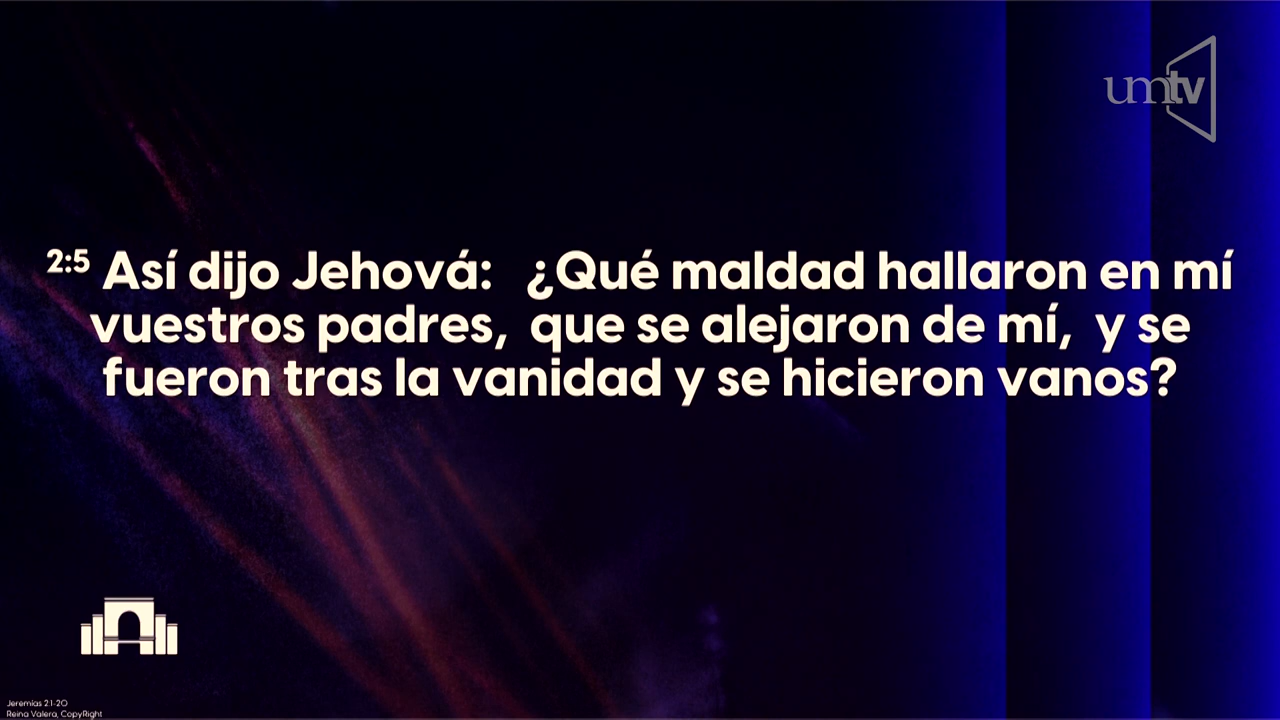 umtv
2:5 Así dijo Jehová: ¿Qué maldad hallaron en mí
vuestros padres, que se alejaron de mí, y se
fueron tras la vanidad y se hicieron vanos?
Jeremías 2:1-20
Reina Valera, CopyRight